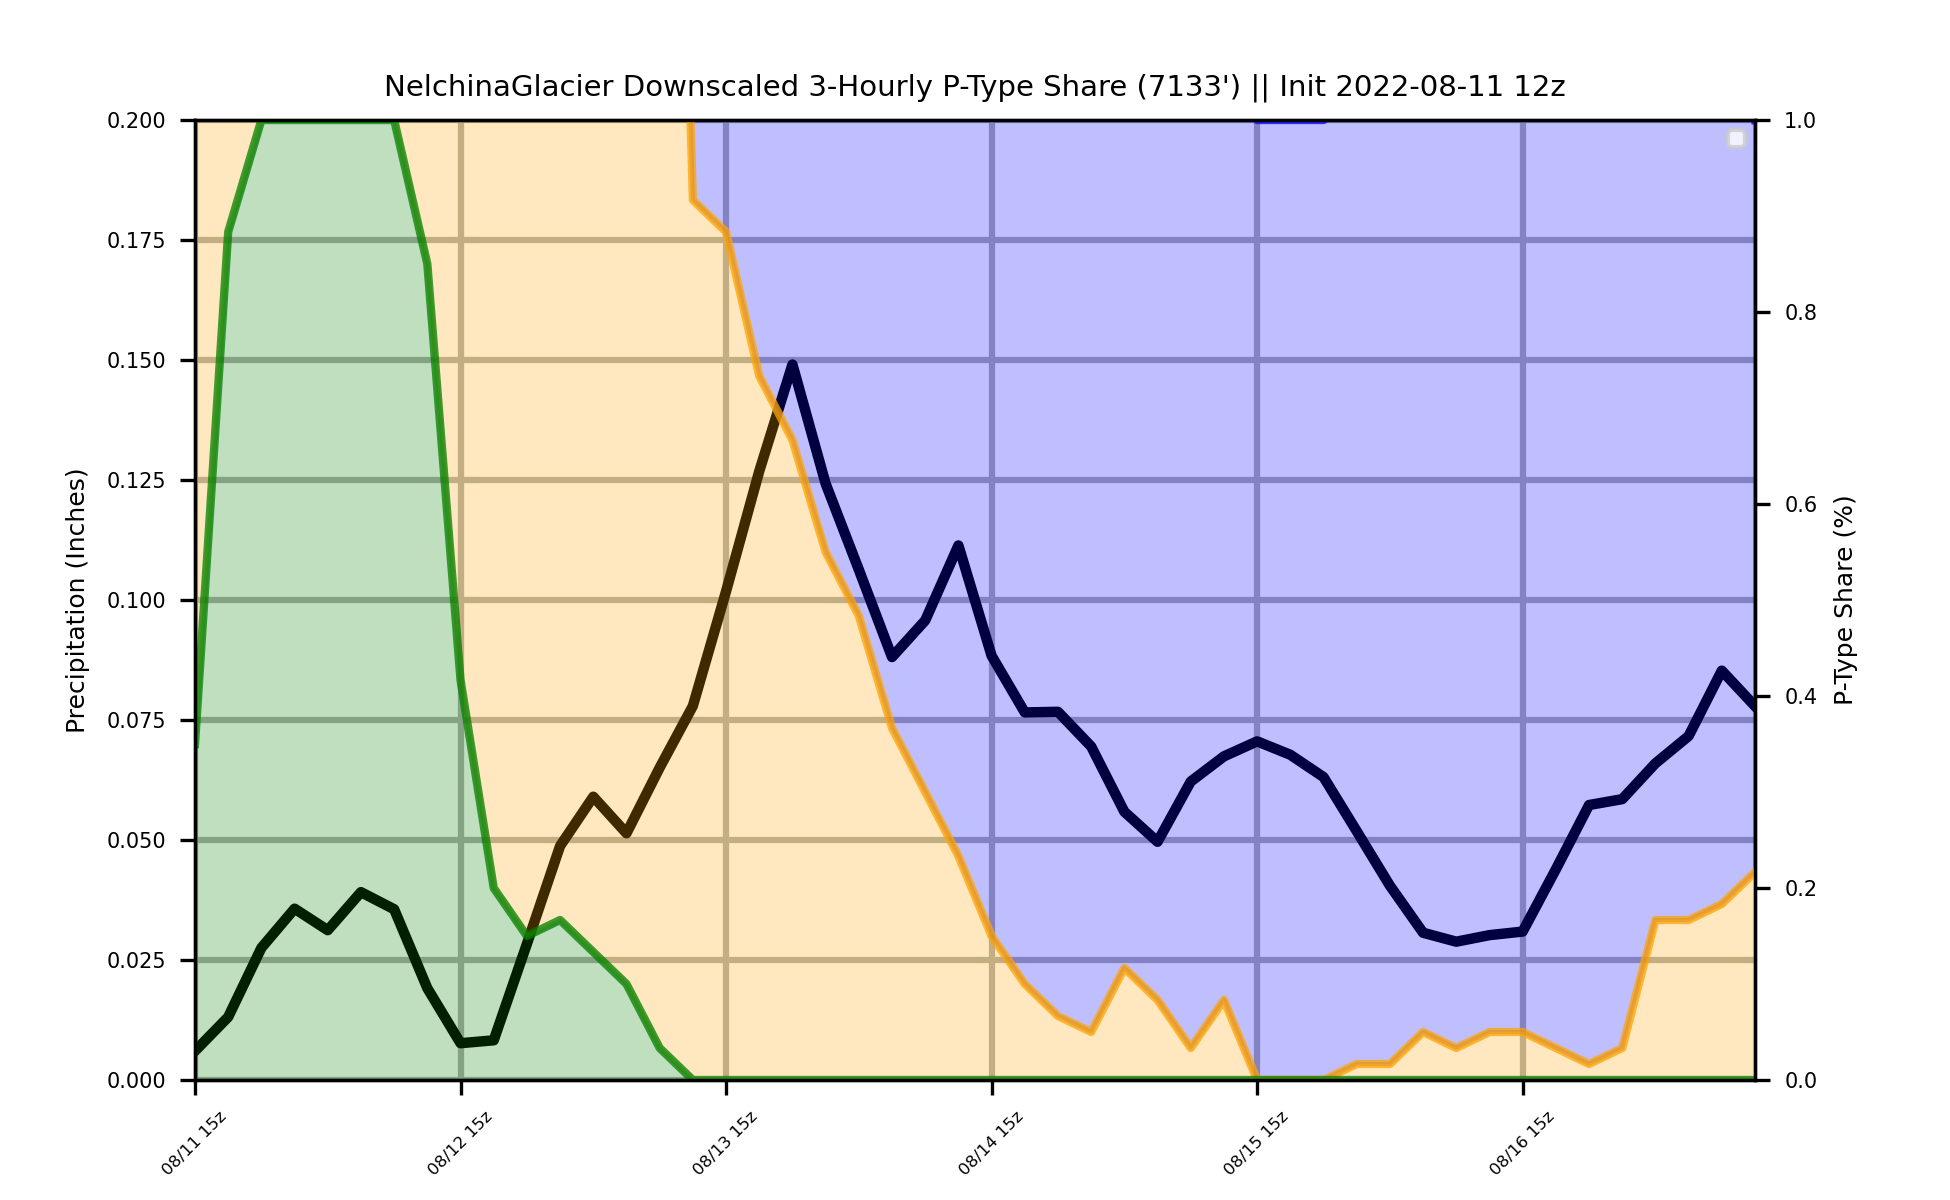 NelchinaGlacier Downscaled 3-Hourly P-Type Share (7133') || Init 2022-08-11 12z
0.200
0.175
0.150
0.125
0.100
0.075
0.050
0.025
0.000
Precipitation (Inches)
1.0
0.8
0.6
0.4
0.2
0.0
P-Type Share (%)
08/11 15z
08/12 15z
08/13 15z
08/14 15z
08/15 15z
08/16 15z